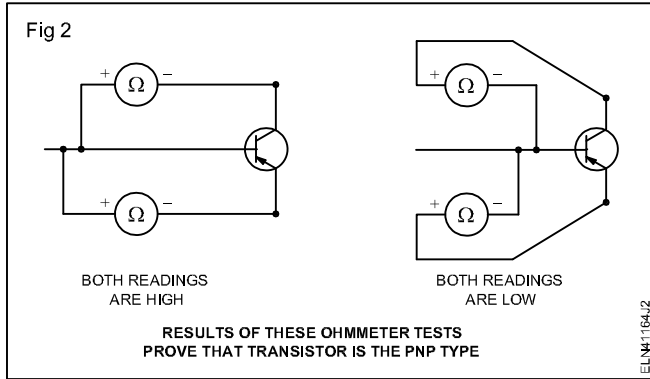 Fig 2
+ Ω −
+ Ω −
BOTH READINGS
ARE HIGH
+ Ω −
+ Ω −
BOTH READINGS
ARE LOW
RESULTS OF THESE OHMMETER TESTS
PROVE THAT TRANSISTOR IS THE PNP TYPE
ELN41164J2